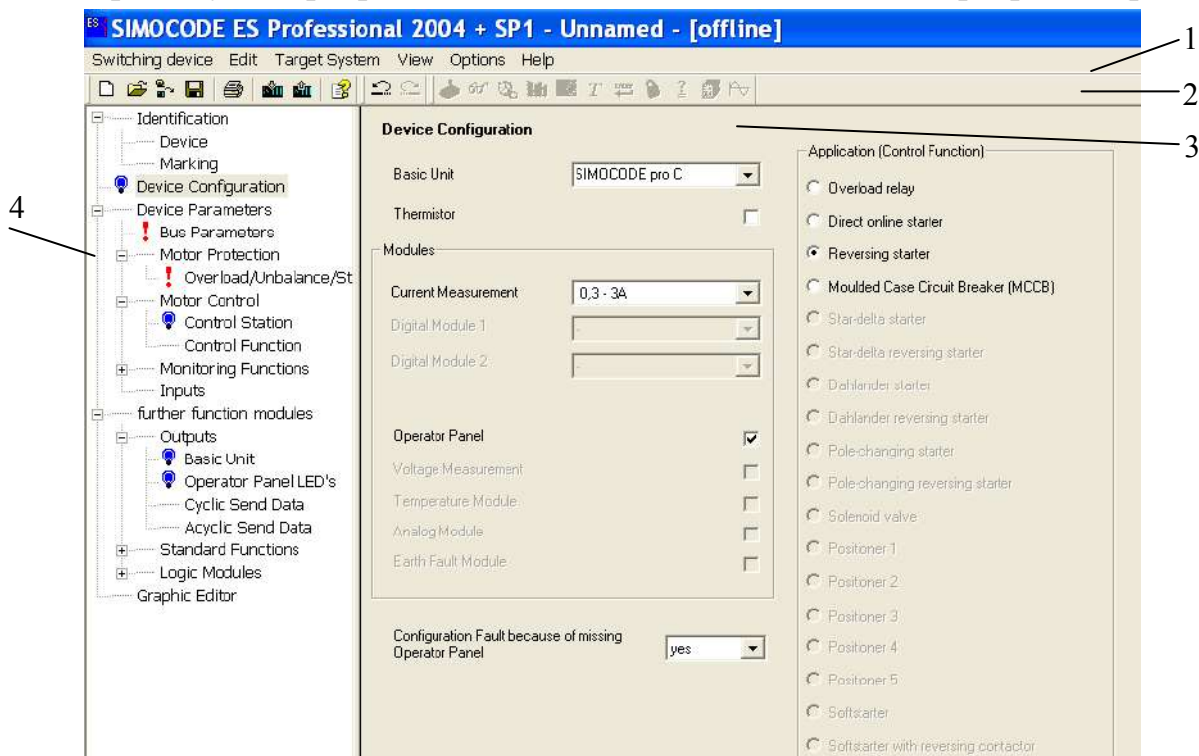 SIMOCODE ES Professional 2004 + SP1 - Unnamed - [offline]
Switching device Edit Target System View Options Help
1
2
3
4
Identification
Device
Marking
Device Configuration
Device Parameters
Bus Parameters
Motor Protection
Overload/Unbalance/St
Motor Control
Control Station
Control Function
Monitoring Functions
Inputs
further function modules
Outputs
Basic Unit
Operator Panel LED's
Cyclic Send Data
Acyclic Send Data
Standard Functions
Logic Modules
Graphic Editor
Device Configuration
Basic Unit SIMOCODE pro C
Thermistor
Modules
Current Measurement 0,3 - 3A
Digital Module 1 -
Digital Module 2 -
Operator Panel
Voltage Measurement
Temperature Module
Analog Module
Earth Fault Module
Configuration Fault because of missing
Operator Panel yes
Application (Control Function)
Overload relay
Direct online starter
Reversing starter
Moulded Case Circuit Breaker (MCCB)
Star-delta starter
Star-delta reversing starter
Dahlander starter
Dahlander reversing starter
Pole-changing starter
Pole-changing reversing starter
Solenoid valve
Positoner 1
Positioner 2
Positioner 3
Positoner 4
Positoner 5
Softstarter
Softstarter with reversing contactor